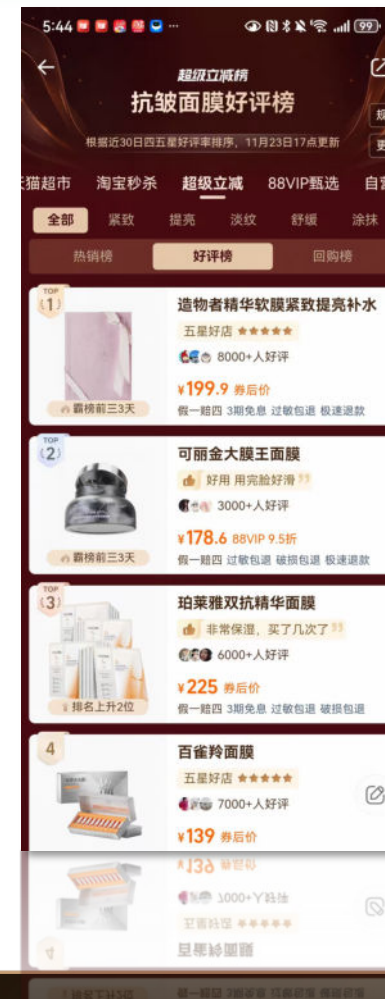 5:44
99
超级立减榜
抗皱面膜好评榜
规
根据近30日四五星好评率排序，11月23日17点更新
更
猫超市 淘宝秒杀 超级立减 88VIP甄选 自
全部 紧致 提亮 淡纹 舒缓 涂抹
热销榜 好评榜 回购榜
TOP
1
造物者精华软膜紧致提亮补水
五星好店 ★★★★★
8000+人好评
¥199.9 券后价
霸榜前三3天
假一赔四 3期免息 过敏包退 极速退款
TOP
2
可丽金大膜王面膜
好用 用完脸好滑
3000+人好评
¥178.6 88VIP 9.5折
霸榜前三3天
假一赔四 过敏包退 破损包退 极速退款
TOP
3
珀莱雅双抗精华面膜
非常保湿，买了几次了
6000+人好评
¥225 券后价
排名上升2位
假一赔四 3期免息 过敏包退 破损包退
4
百雀羚面膜
五星好店 ★★★★★
7000+人好评
¥139 券后价